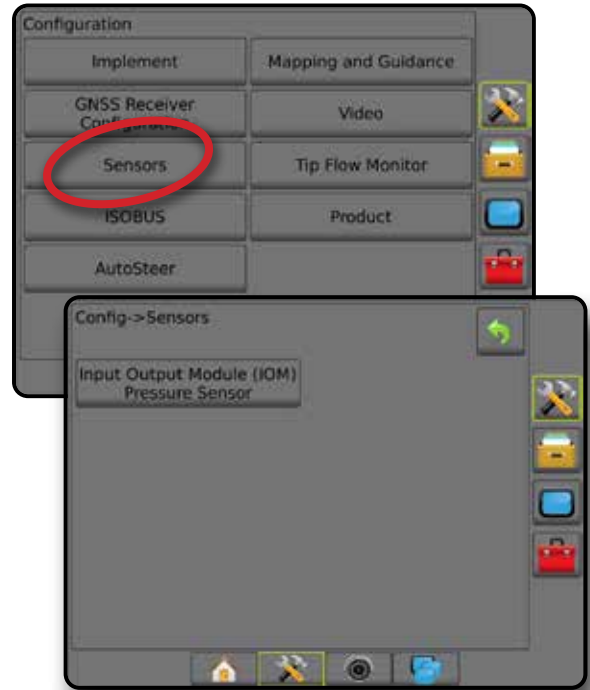 Configuration
Implement
Mapping and Guidance
GNSS Receiver
Configuration
Video
Sensors
Tip Flow Monitor
ISOBUS
Product
AutoSteer
Config->Sensors
Input Output Module (IOM)
Pressure Sensor